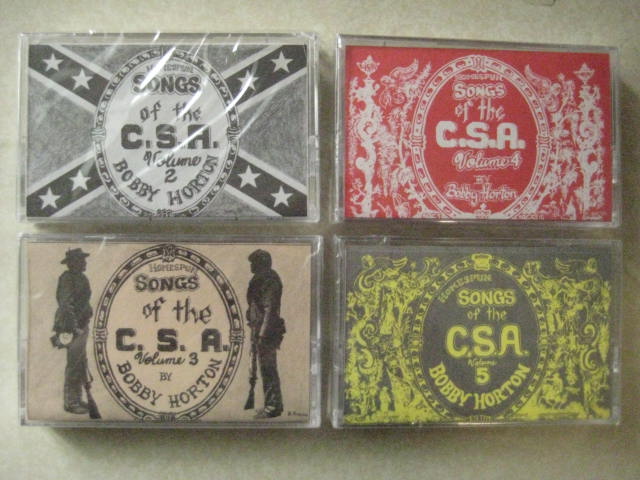 HOMESPUN
SONGS
of the
C.S.A.
Volume
2
BOBBY HORTON
HOMESPUN
SONGS
of the
C.S.A.
Volume 4
BY
Bobby Horton
HOMESPUN
SONGS
of the
C. S. A.
Volume 3
BY
BOBBY HORTON
HOMESPUN
SONGS
of the
C.S.A.
Volume
5
BOBBY HORTON